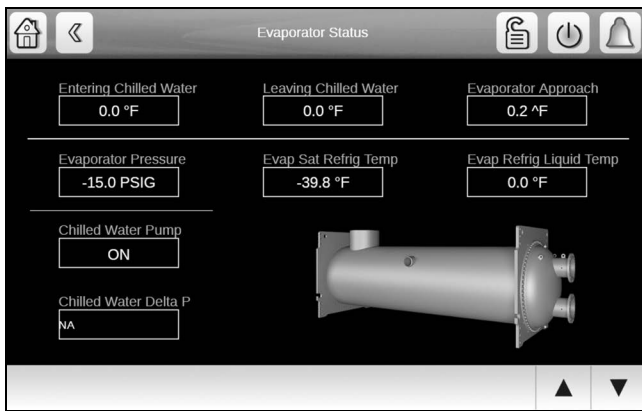 Evaporator Status
Entering Chilled Water
Leaving Chilled Water
Evaporator Approach
0.0 °F
0.0 °F
0.2 ^F
Evaporator Pressure
Evap Sat Refrig Temp
Evap Refrig Liquid Temp
-15.0 PSIG
-39.8 °F
0.0 °F
Chilled Water Pump
ON
Chilled Water Delta P
NA